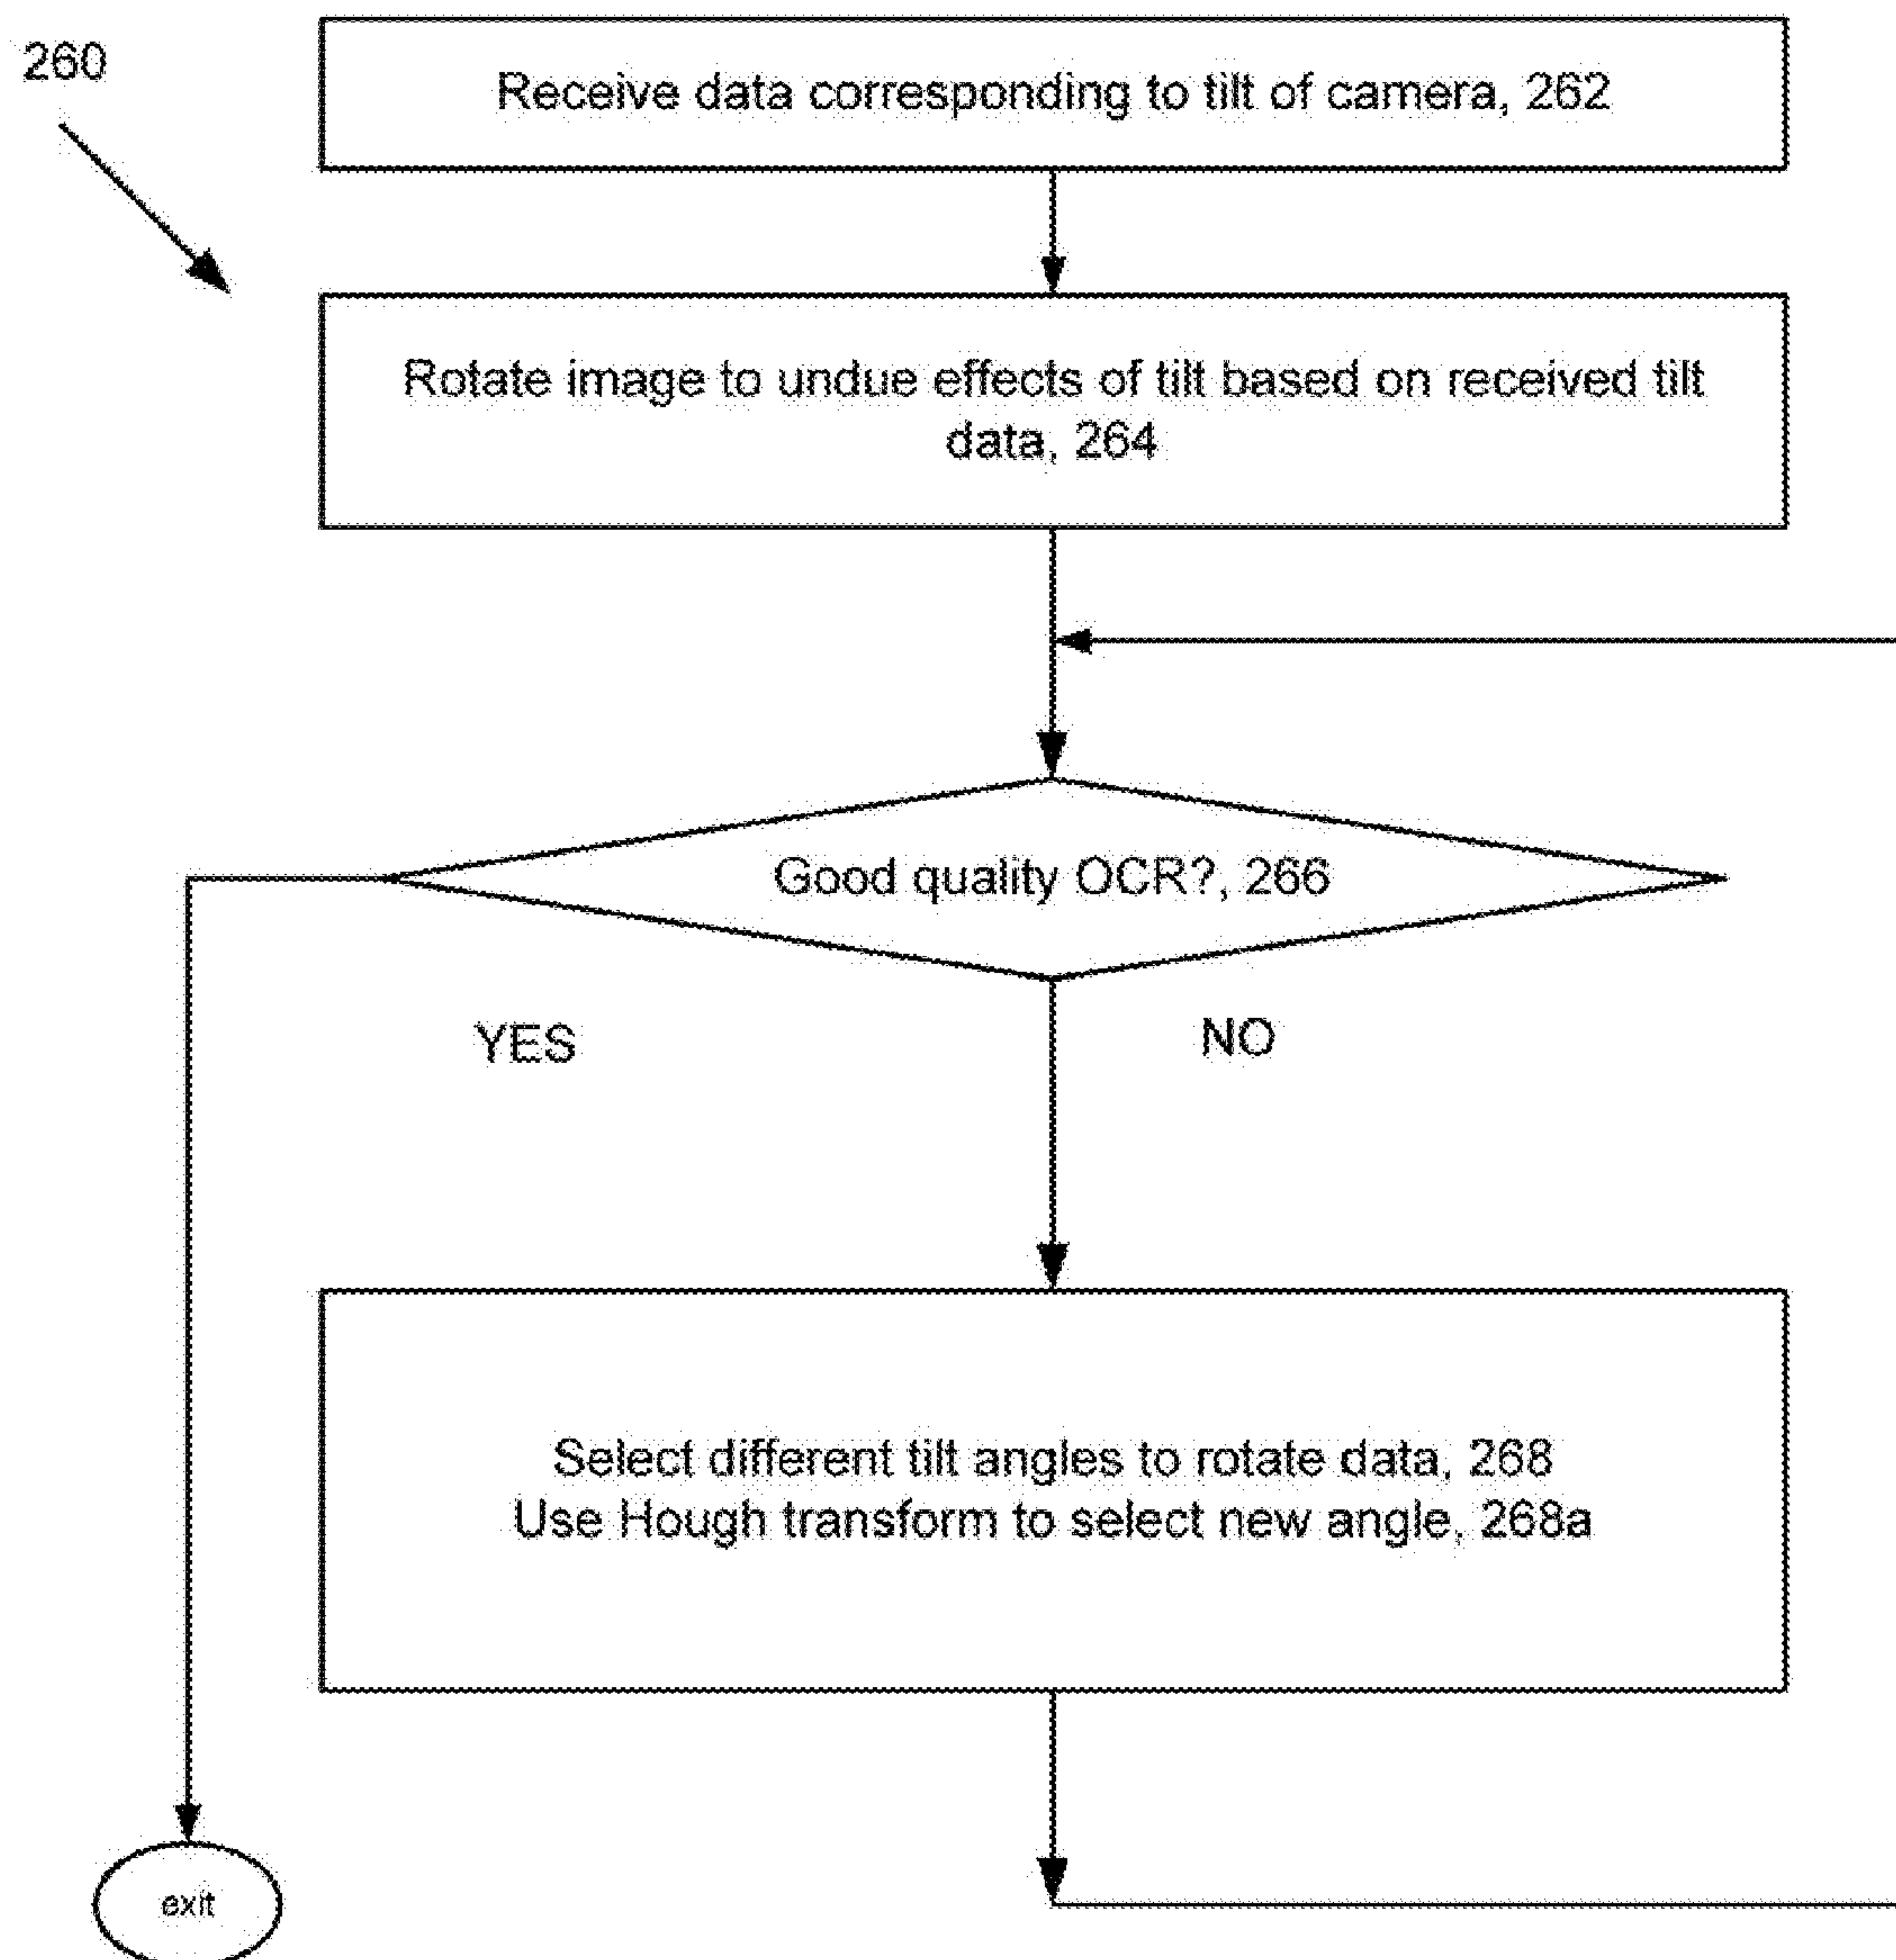 260
Receive data corresponding to tilt of camera, 262
Rotate image to undue effects of tilt based on received tilt
data, 264
Good quality OCR?, 266
YES
NO
Select different tilt angles to rotate data, 268
Use Hough transform to select new angle, 268a
exit